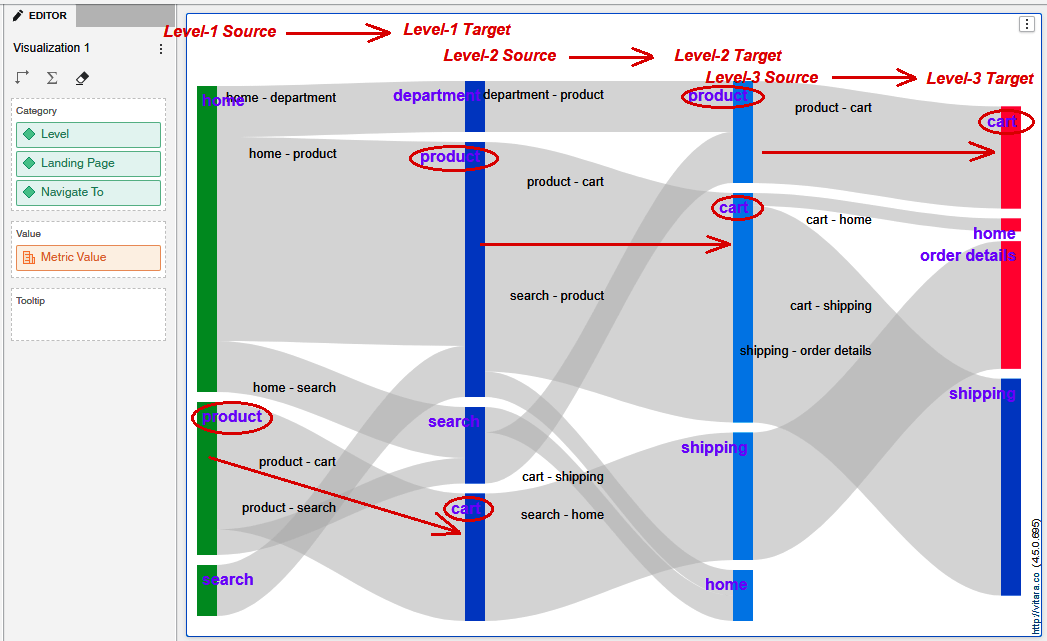 EDITOR
Visualization 1
Category
Level
Landing Page
Navigate To
Value
Metric Value
Tooltip
Level-1 Source
Level-1 Target
Level-2 Source
Level-2 Target
Level-3 Source
Level-3 Target
home
home - department
home - product
home - search
product
product - cart
product - search
search
department
department - product
product
product - cart
search - product
search
cart
cart - shipping
search - home
product
product - cart
cart
cart - home
cart - shipping
shipping - order details
shipping
home
cart
home
order details
shipping
http://vitara.co (4.5.0.695)